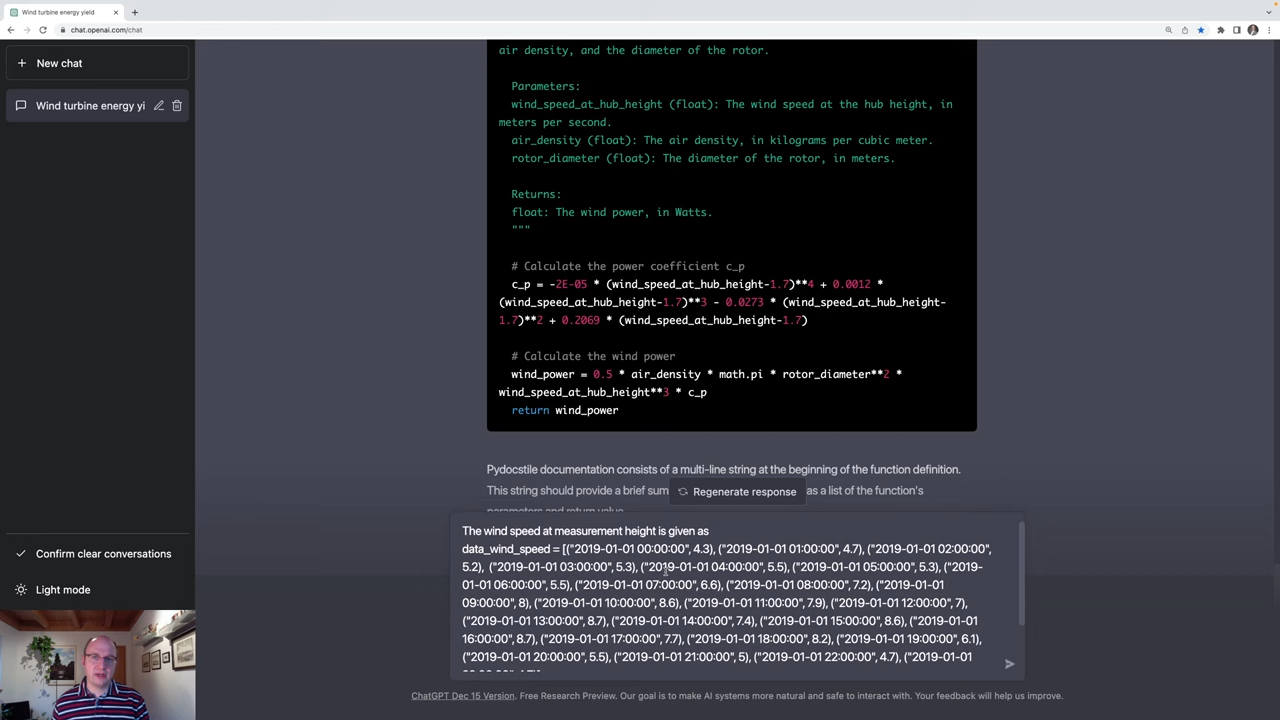 Wind turbine energy yield
chat.openai.com/chat
New chat
Wind turbine energy yi
Confirm clear conversations
Light mode
air density, and the diameter of the rotor.
Parameters:
wind_speed_at_hub_height (float): The wind speed at the hub height, in
meters per second.
air_density (float): The air density, in kilograms per cubic meter.
rotor_diameter (float): The diameter of the rotor, in meters.
Returns:
float: The wind power, in Watts.
"""
# Calculate the power coefficient c_p
c_p = -2E-05 * (wind_speed_at_hub_height-1.7)**4 + 0.0012 *
(wind_speed_at_hub_height-1.7)**3 - 0.0273 * (wind_speed_at_hub_height-
1.7)**2 + 0.2069 * (wind_speed_at_hub_height-1.7)
# Calculate the wind power
wind_power = 0.5 * air_density * math.pi * rotor_diameter**2 *
wind_speed_at_hub_height**3 * c_p
return wind_power
Pydocstile documentation consists of a multi-line string at the beginning of the function definition.
This string should provide a brief sum Regenerate response as a list of the function's
parameters and return value.
The wind speed at measurement height is given as
data_wind_speed = [("2019-01-01 00:00:00", 4.3), ("2019-01-01 01:00:00", 4.7), ("2019-01-01 02:00:00",
5.2), ("2019-01-01 03:00:00", 5.3), ("2019-01-01 04:00:00", 5.5), ("2019-01-01 05:00:00", 5.3), ("2019-
01-01 06:00:00", 5.5), ("2019-01-01 07:00:00", 6.6), ("2019-01-01 08:00:00", 7.2), ("2019-01-01
09:00:00", 8), ("2019-01-01 10:00:00", 8.6), ("2019-01-01 11:00:00", 7.9), ("2019-01-01 12:00:00", 7),
("2019-01-01 13:00:00", 8.7), ("2019-01-01 14:00:00", 7.4), ("2019-01-01 15:00:00", 8.6), ("2019-01-01
16:00:00", 8.7), ("2019-01-01 17:00:00", 7.7), ("2019-01-01 18:00:00", 8.2), ("2019-01-01 19:00:00", 6.1),
("2019-01-01 20:00:00", 5.5), ("2019-01-01 21:00:00", 5), ("2019-01-01 22:00:00", 4.7), ("2019-01-01
ChatGPT Dec 15 Version. Free Research Preview. Our goal is to make AI systems more natural and safe to interact with. Your feedback will help us improve.